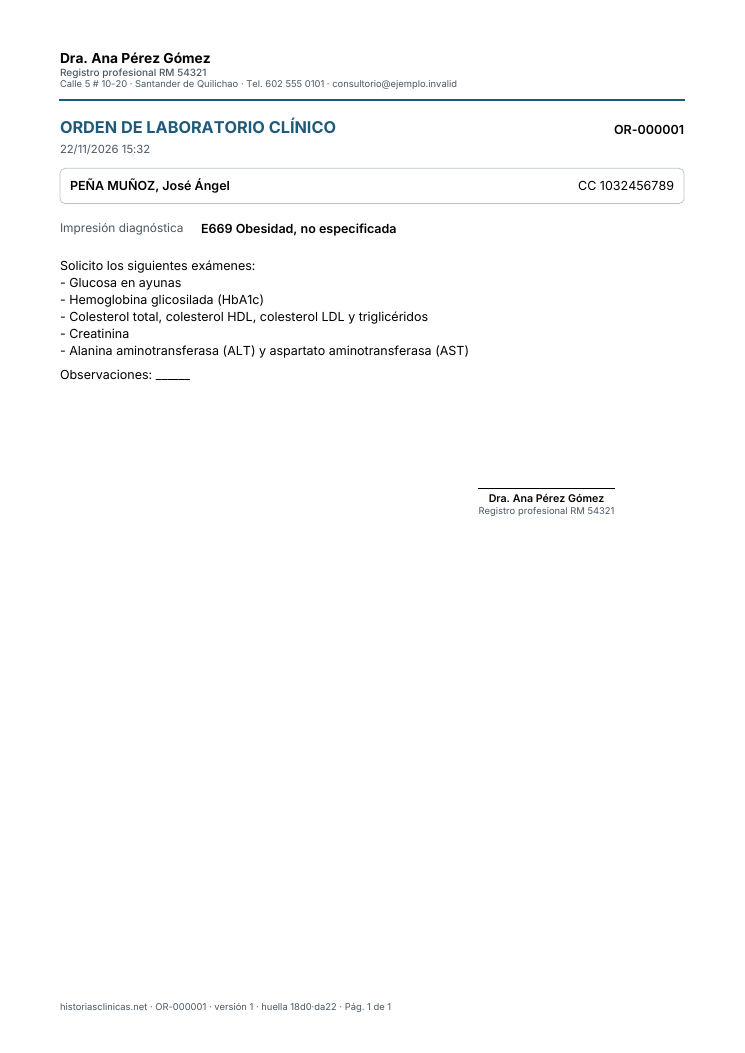 Dra. Ana Pérez Gómez
Registro profesional RM 54321
Calle 5 # 10-20 · Santander de Quilichao · Tel. 602 555 0101 · consultorio@ejemplo.invalid
ORDEN DE LABORATORIO CLÍNICO
OR-000001
22/11/2026 15:32
PEÑA MUÑOZ, José Ángel
CC 1032456789
Impresión diagnóstica E669 Obesidad, no especificada
Solicito los siguientes exámenes:
- Glucosa en ayunas
- Hemoglobina glicosilada (HbA1c)
- Colesterol total, colesterol HDL, colesterol LDL y triglicéridos
- Creatinina
- Alanina aminotransferasa (ALT) y aspartato aminotransferasa (AST)
Observaciones: ______
Dra. Ana Pérez Gómez
Registro profesional RM 54321
historiasclinicas.net · OR-000001 · versión 1 · huella 18d0·da22 · Pág. 1 de 1